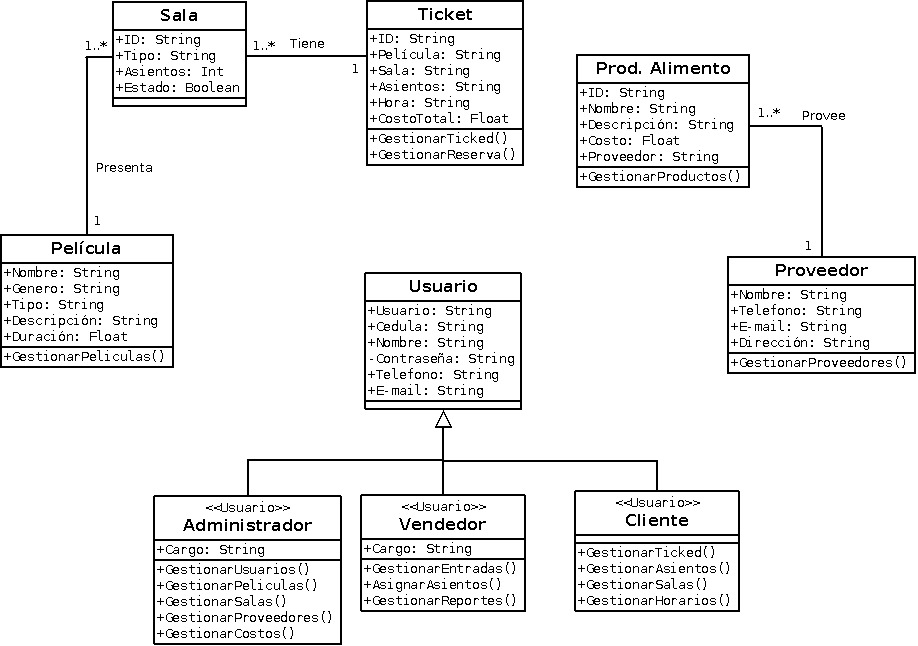 Sala
+ID: String
+Tipo: String
+Asientos: Int
+Estado: Boolean
1..*
1..*
Tiene
1
Ticket
+ID: String
+Película: String
+Sala: String
+Asientos: String
+Hora: String
+CostoTotal: Float
+GestionarTicked()
+GestionarReserva()
Prod. Alimento
+ID: String
+Nombre: String
+Descripción: String
+Costo: Float
+Proveedor: String
+GestionarProductos()
1..*
Provee
1
Presenta
1
Película
+Nombre: String
+Genero: String
+Tipo: String
+Descripción: String
+Duración: Float
+GestionarPeliculas()
Usuario
+Usuario: String
+Cedula: String
+Nombre: String
-Contraseña: String
+Telefono: String
+E-mail: String
Proveedor
+Nombre: String
+Telefono: String
+E-mail: String
+Dirección: String
+GestionarProveedores()
<<Usuario>>
Administrador
+Cargo: String
+GestionarUsuarios()
+GestionarPeliculas()
+GestionarSalas()
+GestionarProveedores()
+GestionarCostos()
<<Usuario>>
Vendedor
+Cargo: String
+GestionarEntradas()
+AsignarAsientos()
+GestionarReportes()
<<Usuario>>
Cliente
+GestionarTicked()
+GestionarAsientos()
+GestionarSalas()
+GestionarHorarios()